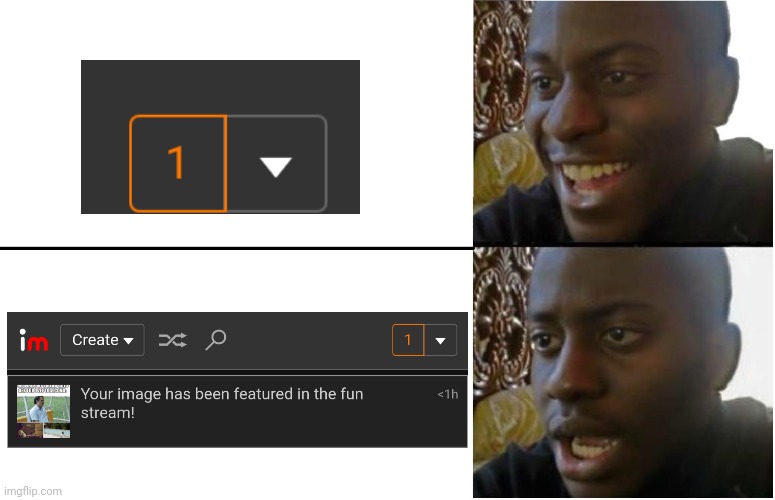 1
im Create 1
Your image has been featured in the fun <1h
stream!
imgflip.com